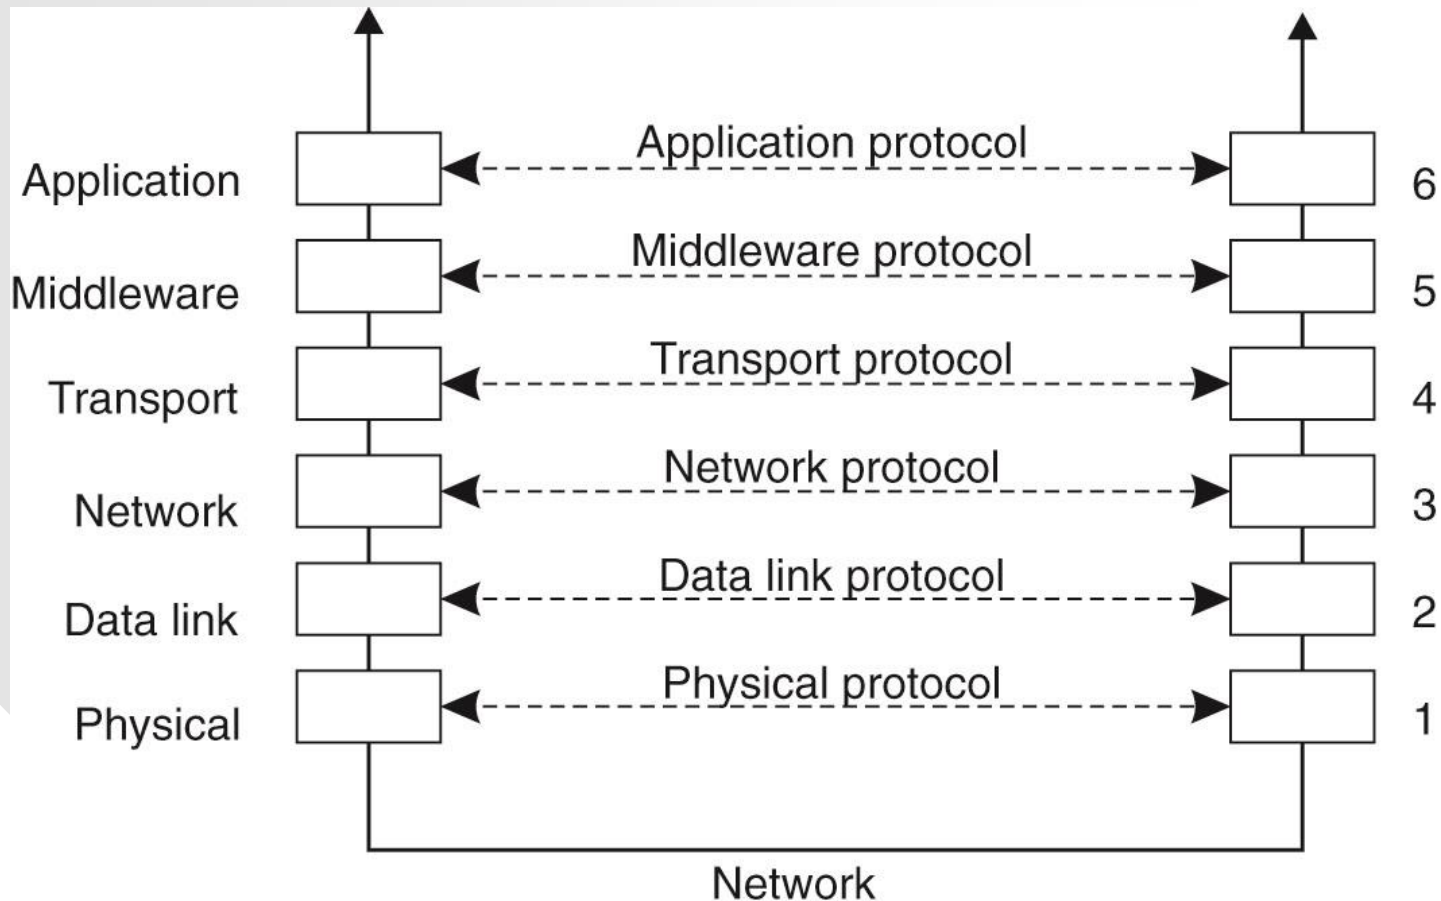 Application protocol
Application
6
Middleware protocol
Middleware
5
Transport protocol
Transport
4
Network protocol
Network
3
Data link protocol
Data link
2
Physical protocol
Physical
1
Network